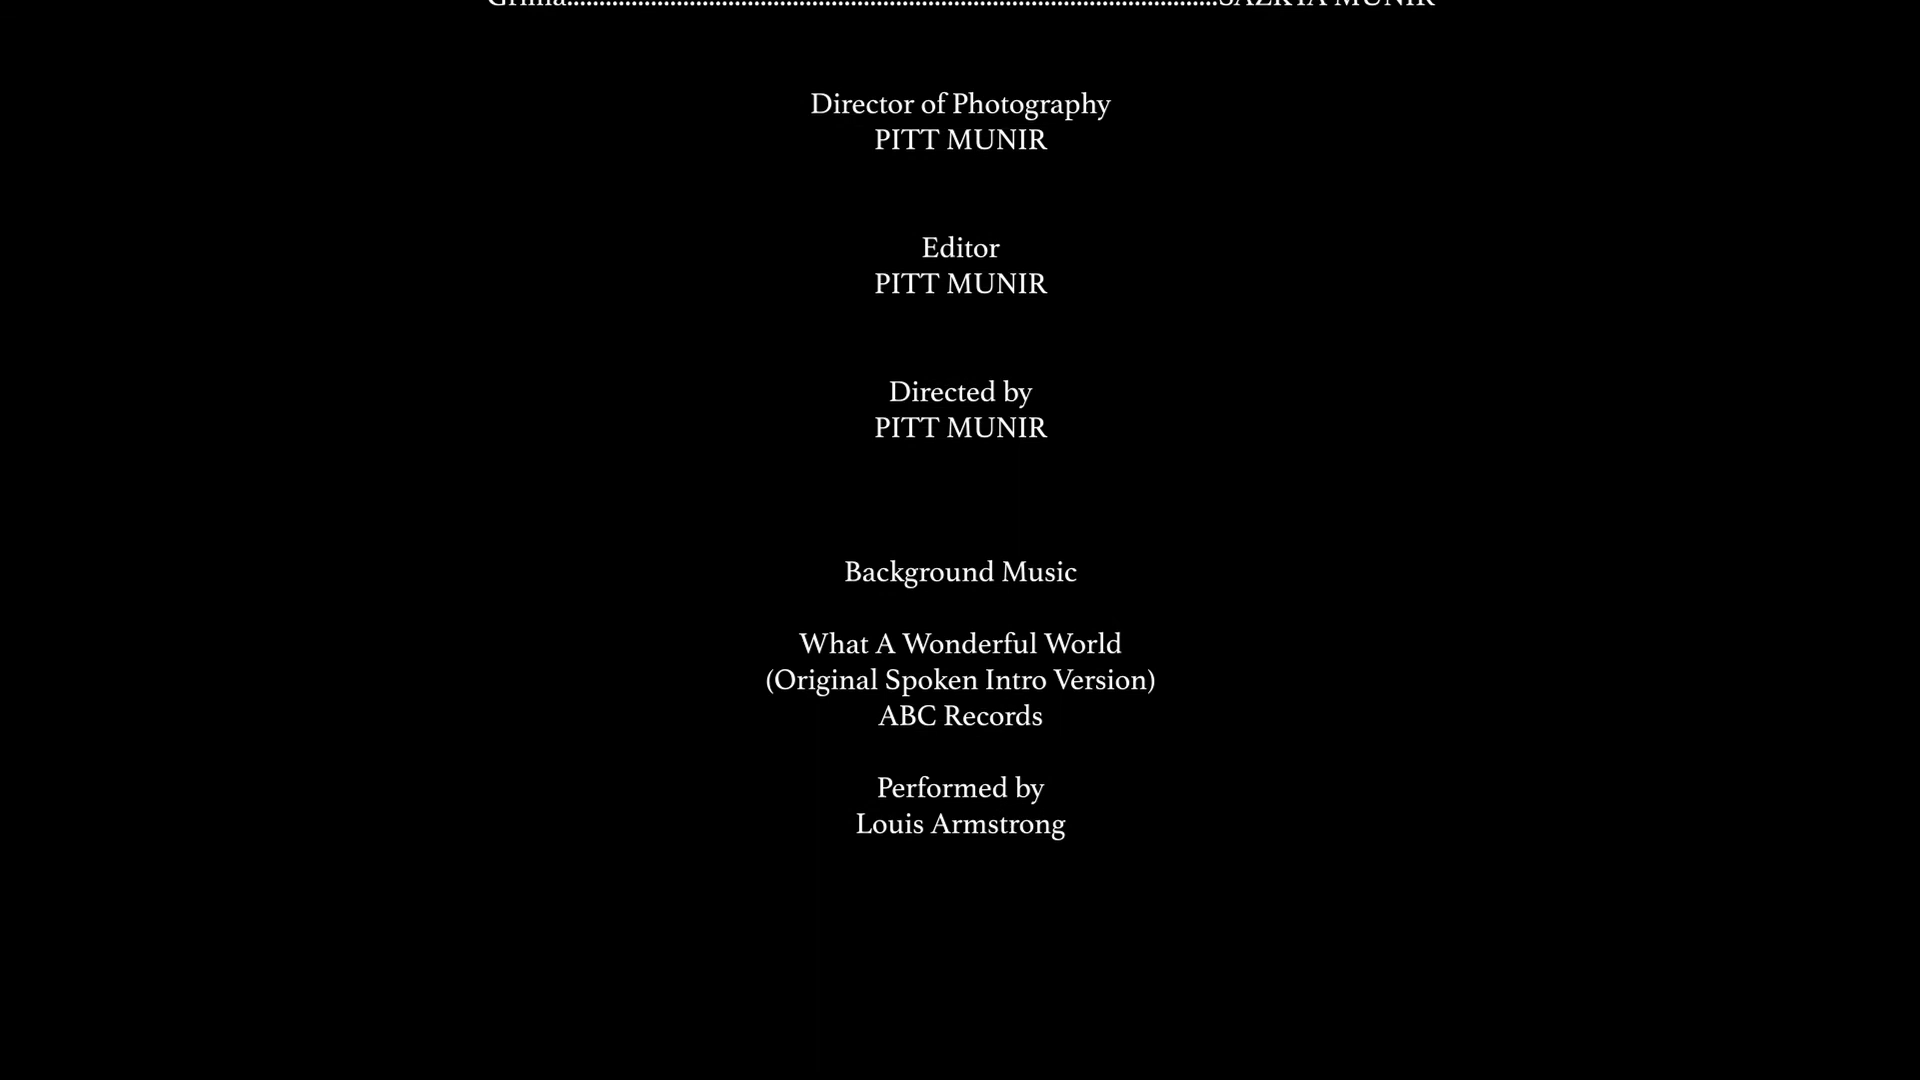 MUNIR
Director of Photography
PITT MUNIR
Editor
PITT MUNIR
Directed by
PITT MUNIR
Background Music
What A Wonderful World
(Original Spoken Intro Version)
ABC Records
Performed by
Louis Armstrong